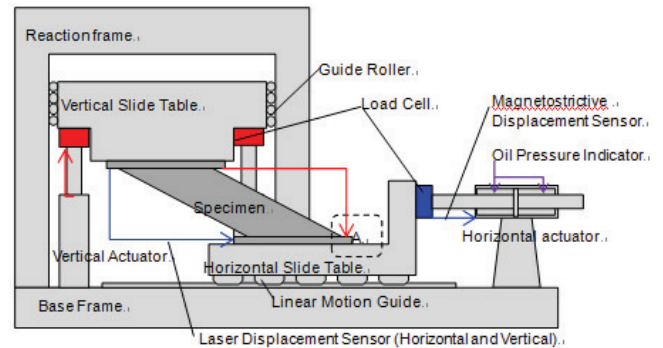 Reaction frame
Guide Roller
Vertical Slide Table
Load Cell
Magnetostrictive
Displacement Sensor
Oil Pressure Indicator
Specimen
A
Vertical Actuator
Horizontal actuator
Horizontal Slide Table
Base Frame
Linear Motion Guide
Laser Displacement Sensor (Horizontal and Vertical)